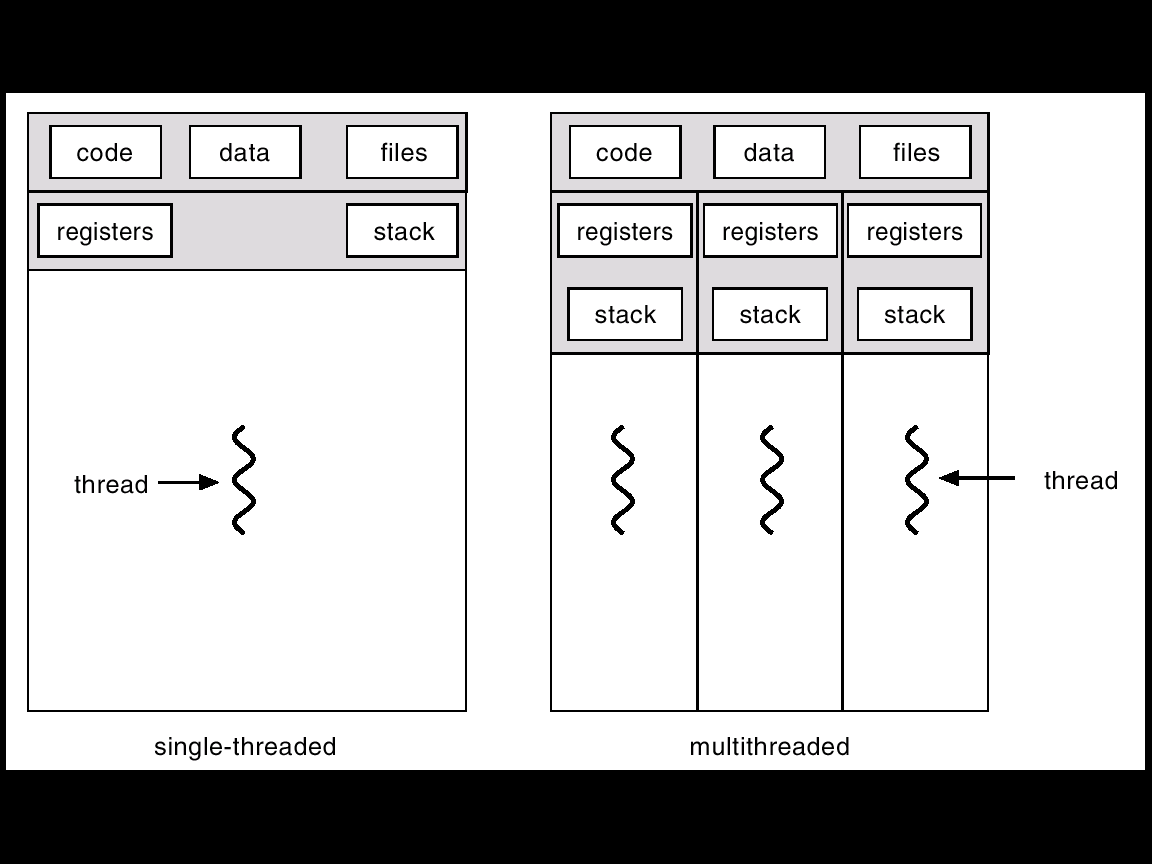 code data files
registers stack
thread
single-threaded
code data files
registers registers registers
stack stack stack
thread
multithreaded